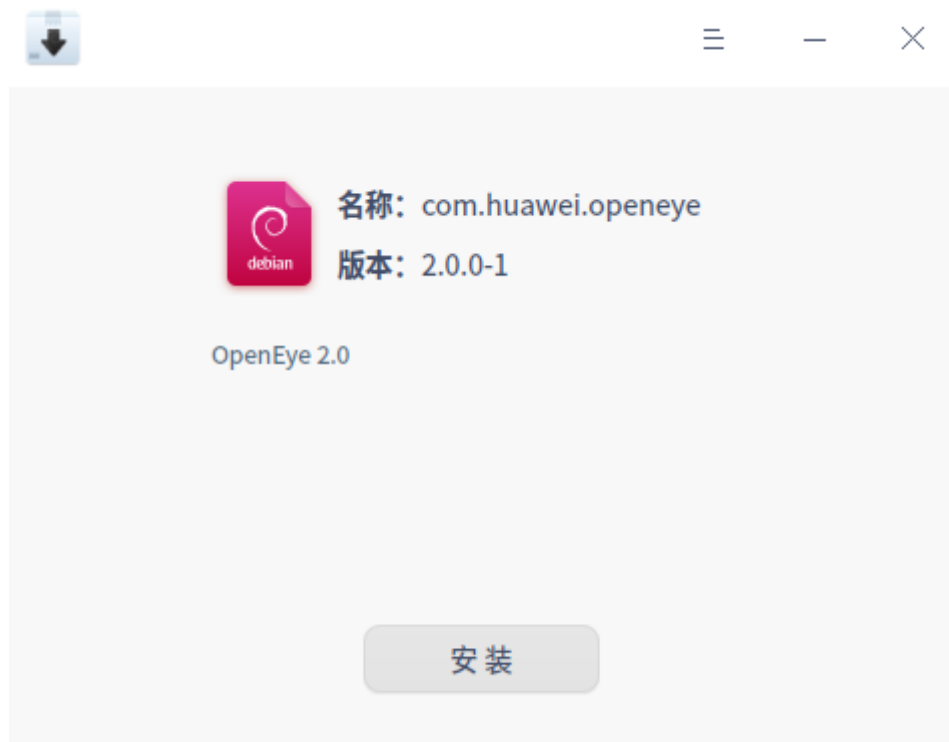 名称：com.huawei.openeye
debian
版本：2.0.0-1
OpenEye 2.0
安装